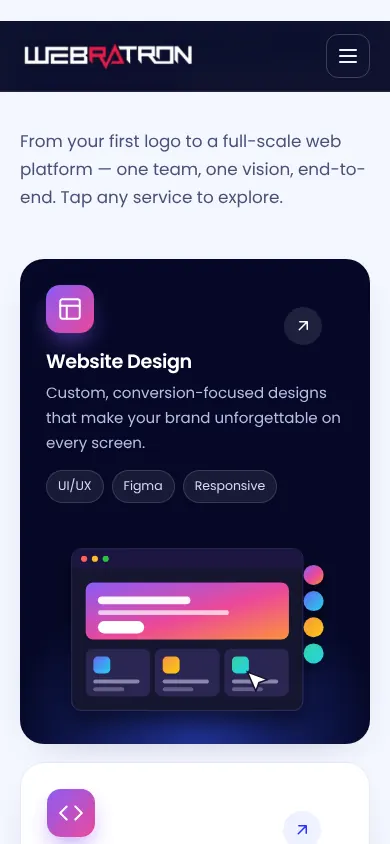 WEBRATRON
From your first logo to a full-scale web
platform — one team, one vision, end-to-
end. Tap any service to explore.
Website Design
Custom, conversion-focused designs
that make your brand unforgettable on
every screen.
UI/UX Figma Responsive